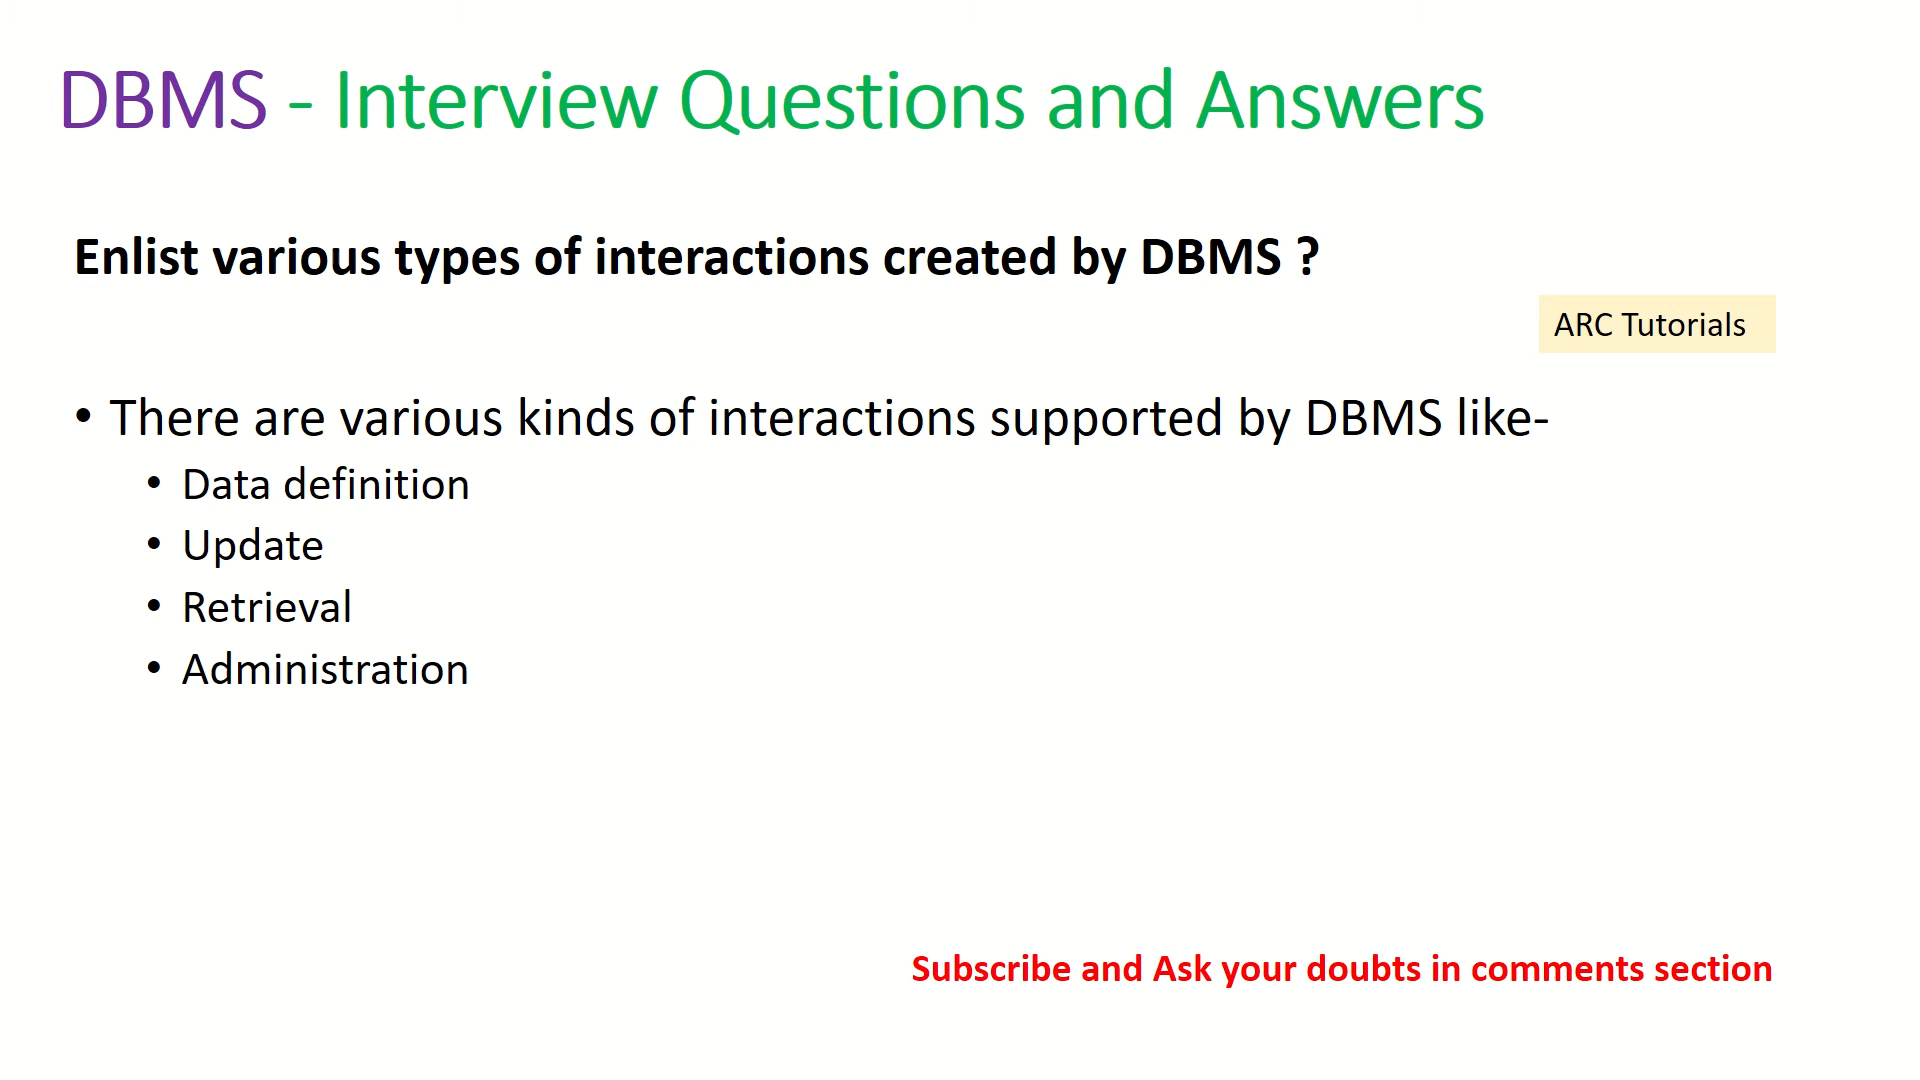 DBMS - Interview Questions and Answers
Enlist various types of interactions created by DBMS ?
ARC Tutorials
• There are various kinds of interactions supported by DBMS like-
• Data definition
• Update
• Retrieval
• Administration
Subscribe and Ask your doubts in comments section